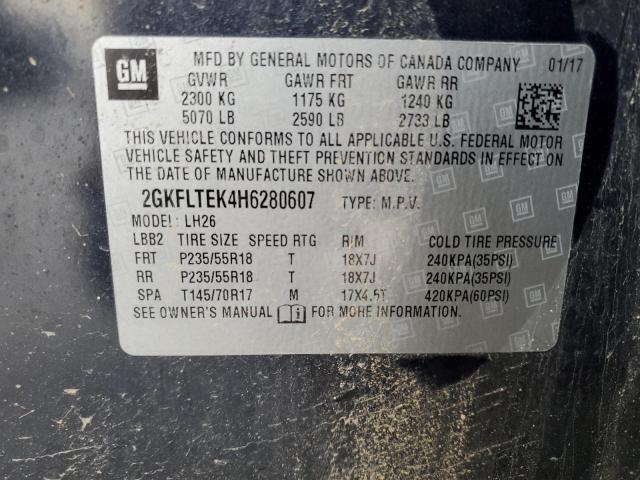 GM
MFD BY GENERAL MOTORS OF CANADA COMPANY 01/17
GVWR GAWR FRT GAWR RR
2300 KG 1175 KG 1240 KG
5070 LB 2590 LB 2733 LB
THIS VEHICLE CONFORMS TO ALL APPLICABLE U.S. FEDERAL MOTOR
VEHICLE SAFETY AND THEFT PREVENTION STANDARDS IN EFFECT ON
THE DATE OF MANUFACTURE SHOWN ABOVE.
2GKFLTEK4H6280607 TYPE: M.P.V.
MODEL: LH26
LBB2 TIRE SIZE SPEED RTG RIM COLD TIRE PRESSURE
FRT P235/55R18 T 18X7J 240KPA(35PSI)
RR P235/55R18 T 18X7J 240KPA(35PSI)
SPA T145/70R17 M 17X4.5T 420KPA(60PSI)
SEE OWNER'S MANUAL FOR MORE INFORMATION.